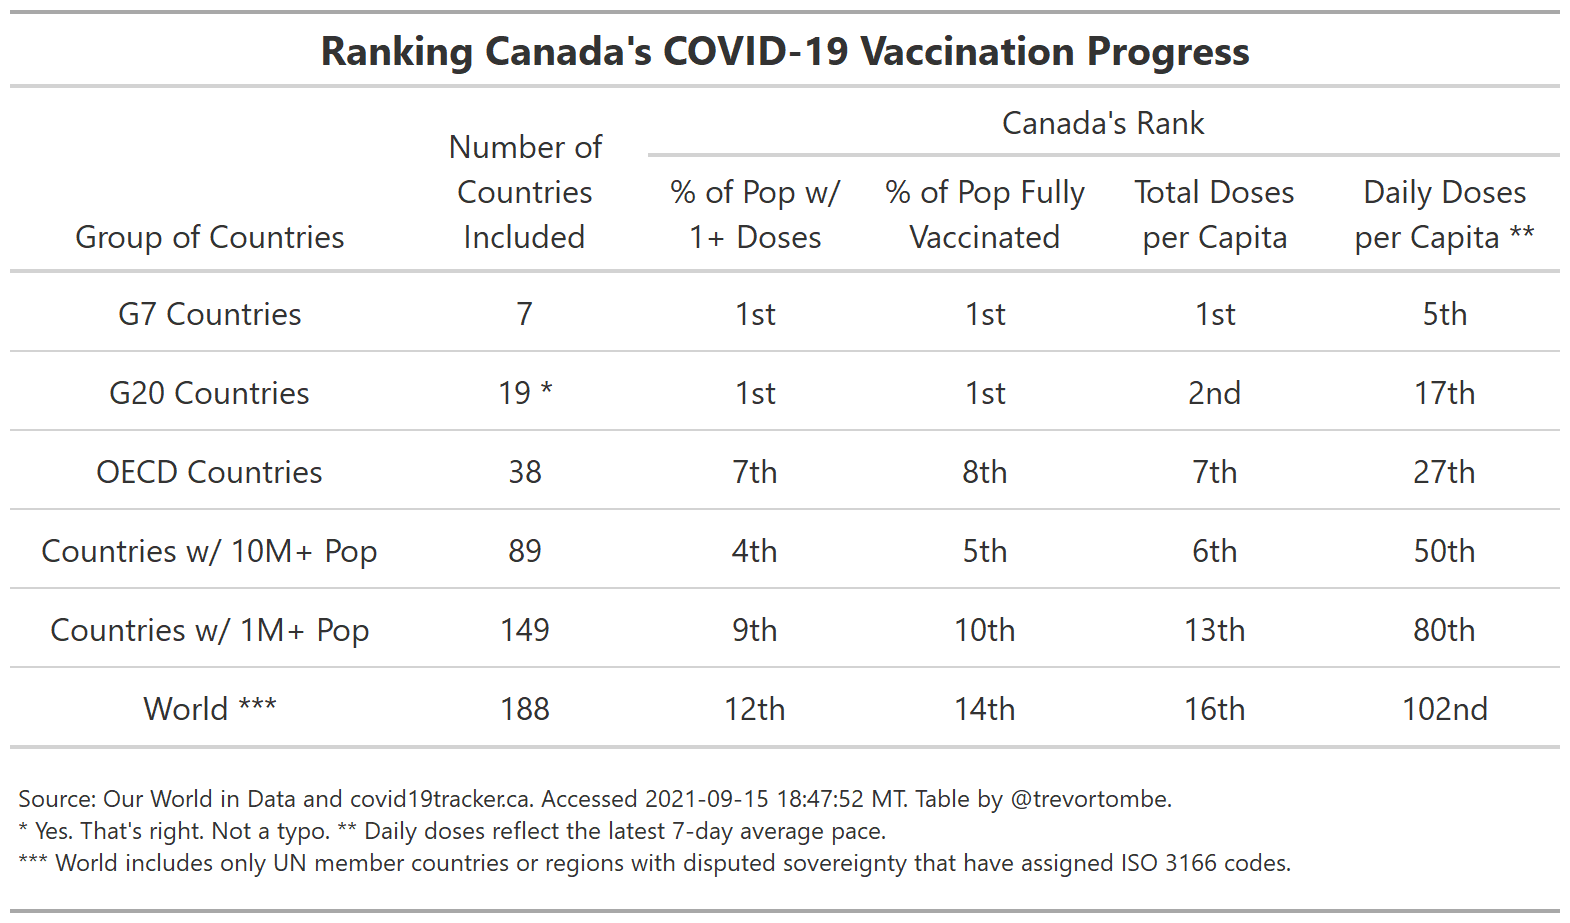 Ranking Canada's COVID-19 Vaccination Progress
Canada's Rank
Number of
Countries % of Pop w/ % of Pop Fully Total Doses Daily Doses
Group of Countries Included 1+ Doses Vaccinated per Capita per Capita **
G7 Countries 7 1st 1st 1st 5th
G20 Countries 19 * 1st 1st 2nd 17th
OECD Countries 38 7th 8th 7th 27th
Countries w/ 10M+ Pop 89 4th 5th 6th 50th
Countries w/ 1M+ Pop 149 9th 10th 13th 80th
World *** 188 12th 14th 16th 102nd
Source: Our World in Data and covid19tracker.ca. Accessed 2021-09-15 18:47:52 MT. Table by @trevortombe.
* Yes. That's right. Not a typo. ** Daily doses reflect the latest 7-day average pace.
*** World includes only UN member countries or regions with disputed sovereignty that have assigned ISO 3166 codes.